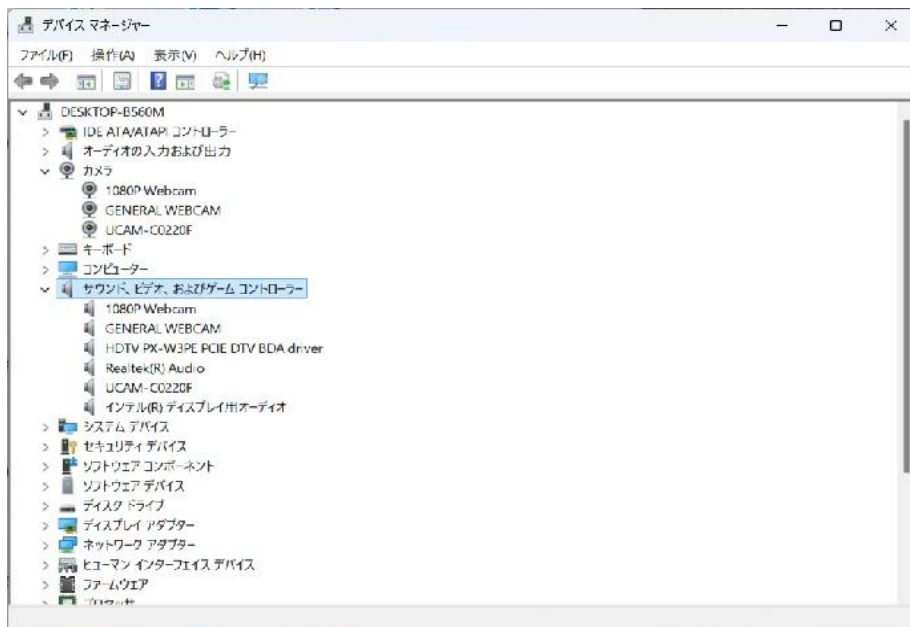 デバイス マネージャー
ファイル(F) 操作(A) 表示(V) ヘルプ(H)
DESKTOP-B560M
IDE ATA/ATAPI コントローラー
オーディオの入力および出力
カメラ
1080P Webcam
GENERAL WEBCAM
UCAM-C0220F
キーボード
コンピューター
サウンド、ビデオ、およびゲーム コントローラー
1080P Webcam
GENERAL WEBCAM
HDTV PX-W3PE PCIE DTV BDA driver
Realtek(R) Audio
UCAM-C0220F
インテル(R) ディスプレイ用オーディオ
システム デバイス
セキュリティ デバイス
ソフトウェア コンポーネント
ソフトウェア デバイス
ディスク ドライブ
ディスプレイ アダプター
ネットワーク アダプター
ヒューマン インターフェイス デバイス
ファームウェア
プロセッサ